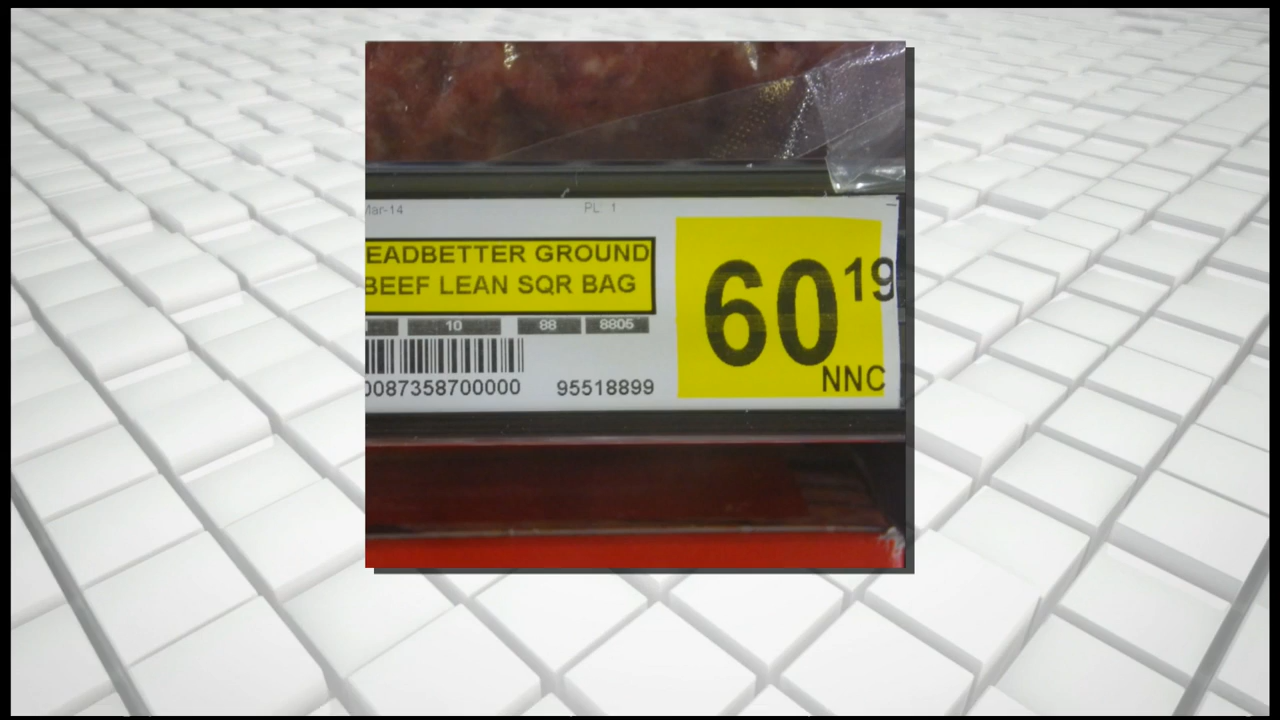 Mar-14 PL 1
EADBETTER GROUND
BEEF LEAN SQR BAG
60 19
10 88 8805
NNC
0087358700000 95518899